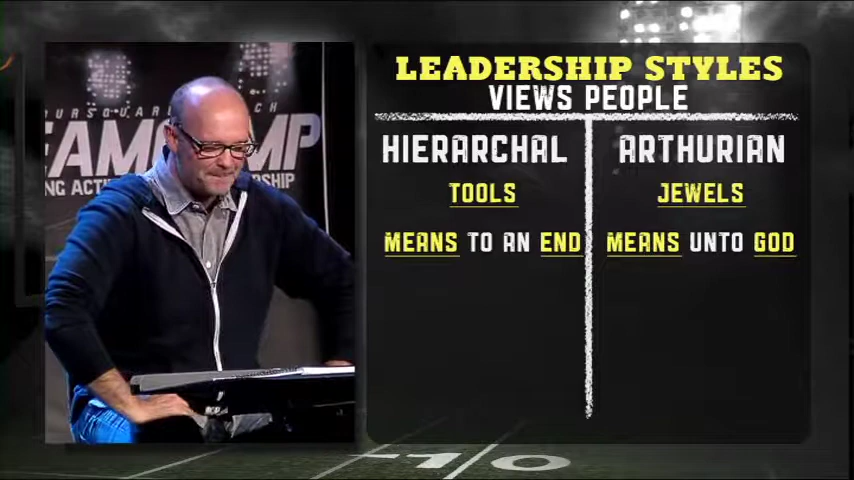 LEADERSHIP STYLES
VIEWS PEOPLE
HIERARCHAL
ARTHURIAN
TOOLS
JEWELS
MEANS TO AN END
MEANS UNTO GOD
10